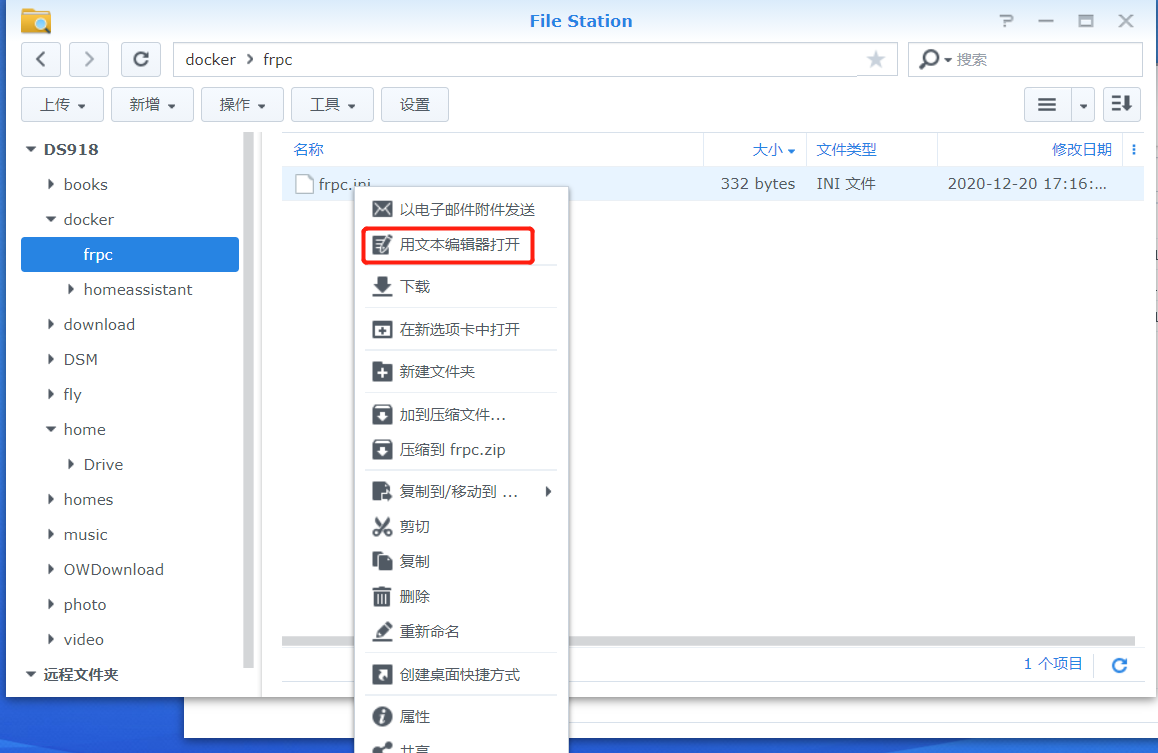 File Station
docker > frpc
搜索
上传 新增 操作 工具 设置
DS918
books
docker
frpc
homeassistant
download
DSM
fly
home
Drive
homes
music
OWDownload
photo
video
远程文件夹
名称 大小 文件类型 修改日期
frpc.ini 332 bytes INI 文件 2020-12-20 17:16:...
以电子邮件附件发送
用文本编辑器打开
下载
在新选项卡中打开
新建文件夹
加到压缩文件...
压缩到 frpc.zip
复制到/移动到 ...
剪切
复制
删除
重新命名
创建桌面快捷方式
属性
共享
1 个项目